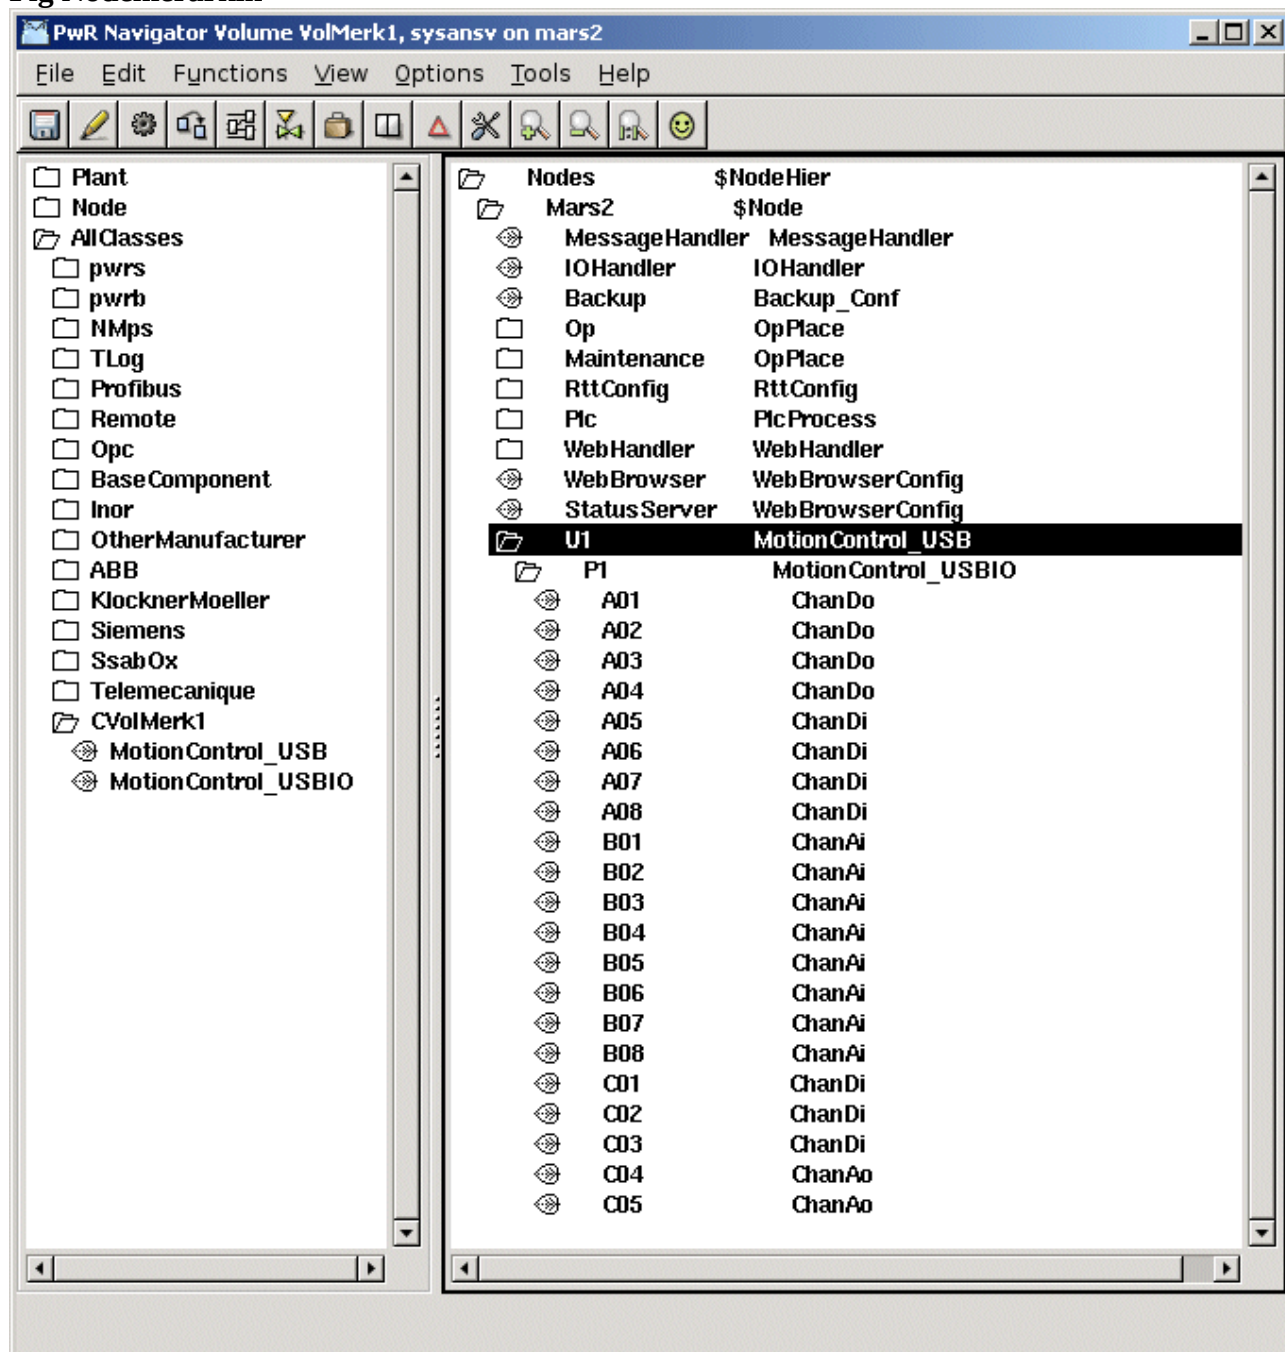 PwR Navigator Volume VolMerk1, sysansv on mars2
File Edit Functions View Options Tools Help
Plant
Node
AllClasses
pwrs
pwrb
NMps
TLog
Profibus
Remote
Opc
BaseComponent
Inor
OtherManufacturer
ABB
KlocknerMoeller
Siemens
SsabOx
Telemecanique
CVolMerk1
MotionControl_USB
MotionControl_USBIO
Nodes $NodeHier
Mars2 $Node
MessageHandler MessageHandler
IOHandler IOHandler
Backup Backup_Conf
Op OpPlace
Maintenance OpPlace
RttConfig RttConfig
Plc PlcProcess
WebHandler WebHandler
WebBrowser WebBrowserConfig
StatusServer WebBrowserConfig
U1 MotionControl_USB
P1 MotionControl_USBIO
A01 ChanDo
A02 ChanDo
A03 ChanDo
A04 ChanDo
A05 ChanDi
A06 ChanDi
A07 ChanDi
A08 ChanDi
B01 ChanAi
B02 ChanAi
B03 ChanAi
B04 ChanAi
B05 ChanAi
B06 ChanAi
B07 ChanAi
B08 ChanAi
C01 ChanDi
C02 ChanDi
C03 ChanDi
C04 ChanAo
C05 ChanAo